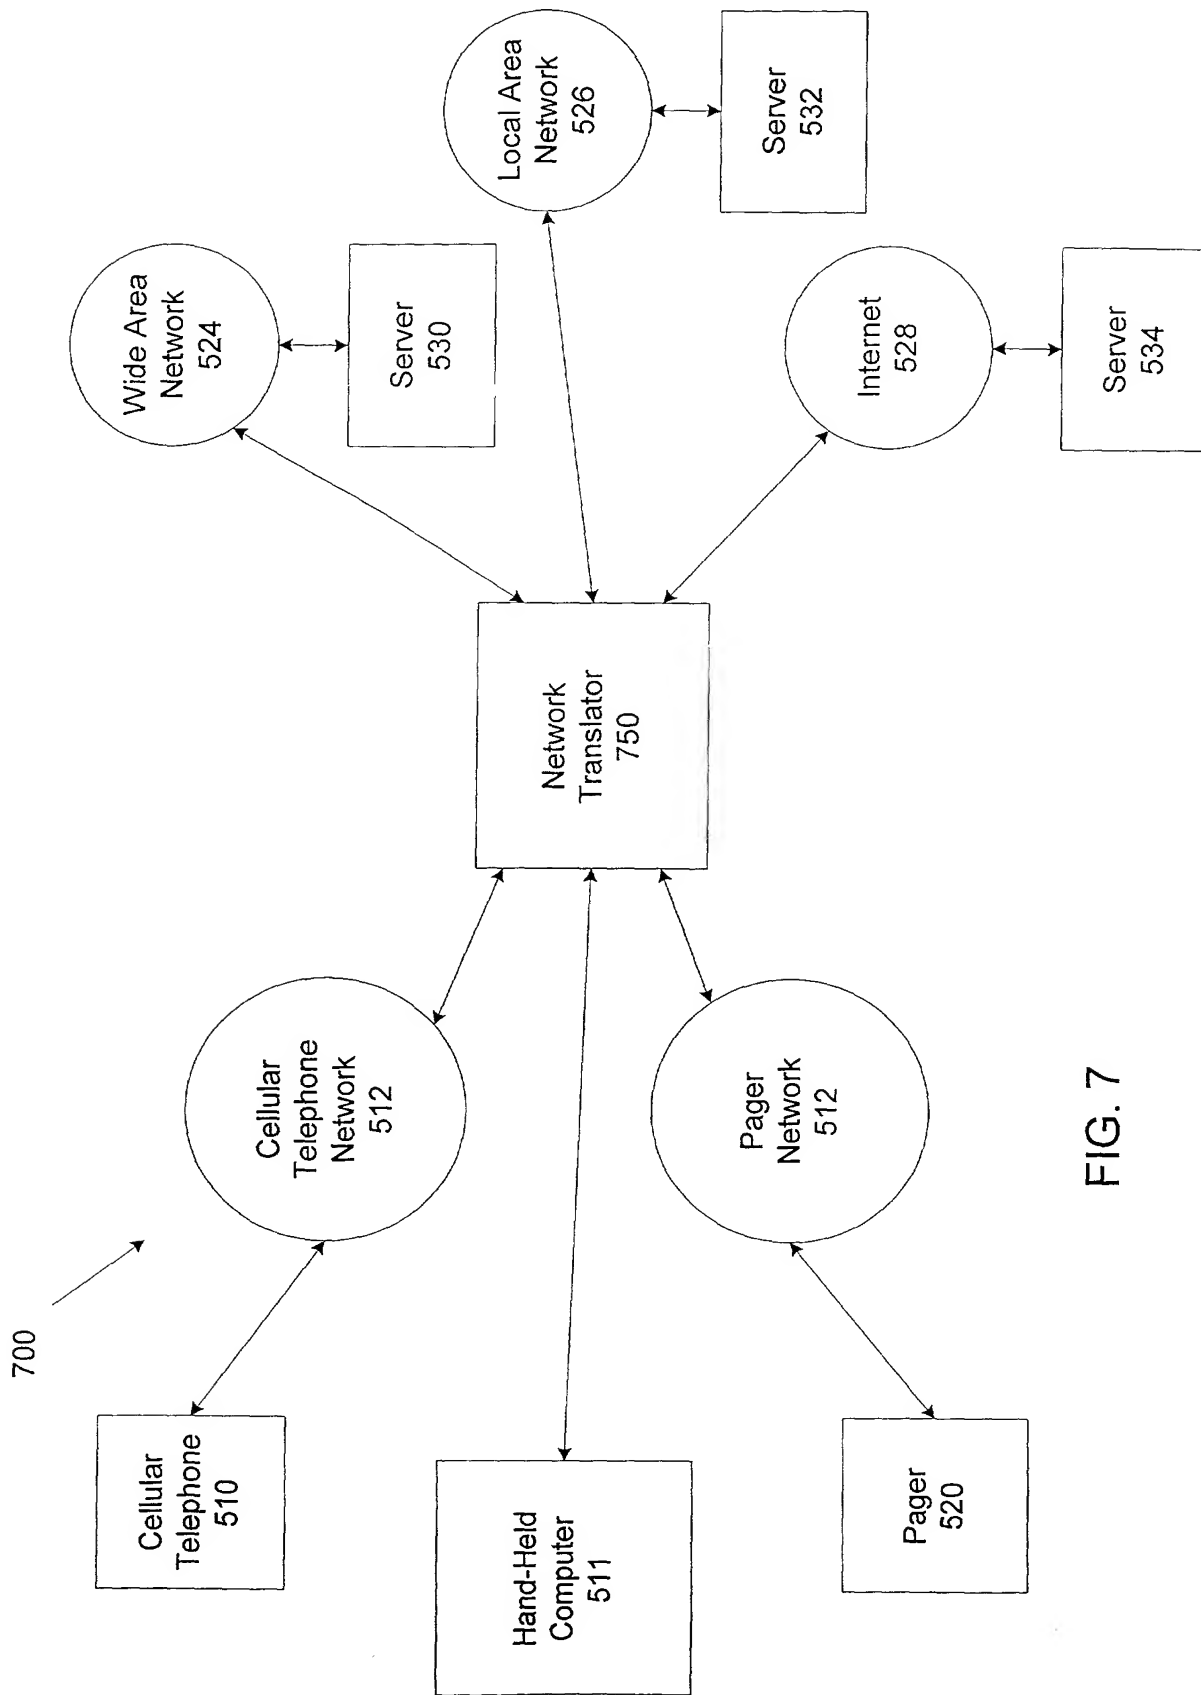 700
Cellular
Telephone
510
Hand-Held
Computer
511
Pager
520
Cellular
Telephone
Network
512
Pager
Network
512
Network
Translator
750
Wide Area
Network
524
Server
530
Local Area
Network
526
Server
532
Internet
528
Server
534
FIG. 7